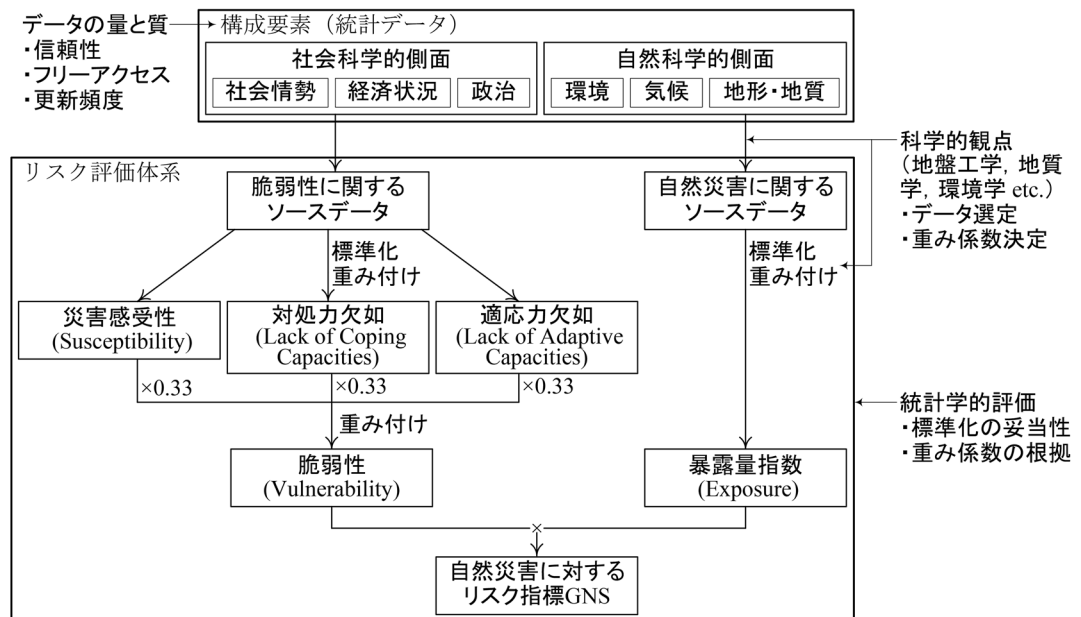 データの量と質
・信頼性
・フリーアクセス
・更新頻度
構成要素（統計データ）
社会科学的側面
社会情勢
経済状況
政治
自然科学的側面
環境
気候
地形・地質
科学的観点
（地盤工学, 地質
学, 環境学 etc.）
・データ選定
・重み係数決定
リスク評価体系
脆弱性に関する
ソースデータ
自然災害に関する
ソースデータ
標準化
重み付け
標準化
重み付け
災害感受性
(Susceptibility)
対処力欠如
(Lack of Coping
Capacities)
適応力欠如
(Lack of Adaptive
Capacities)
×0.33
×0.33
×0.33
重み付け
統計学的評価
・標準化の妥当性
・重み係数の根拠
脆弱性
(Vulnerability)
暴露量指数
(Exposure)
×
自然災害に対する
リスク指標GNS